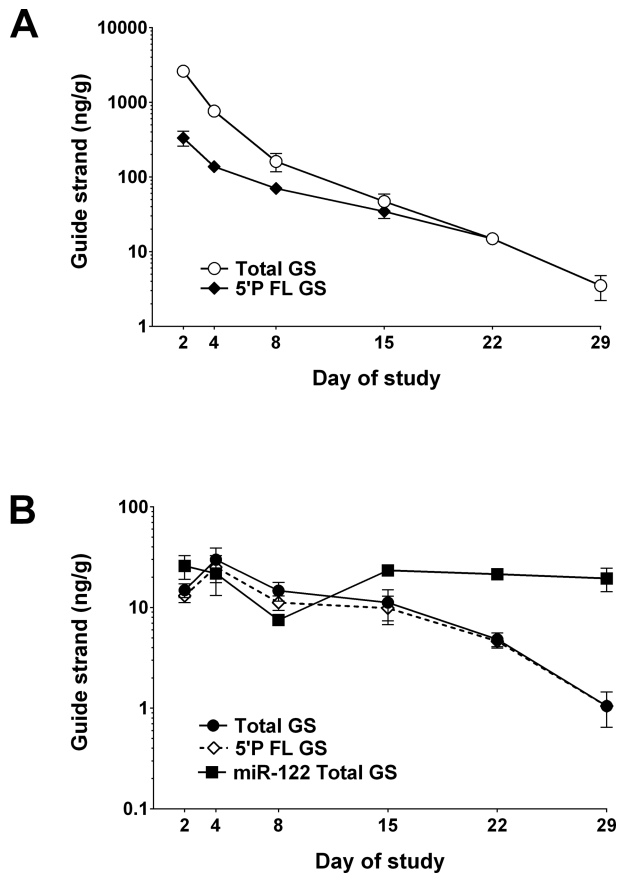 A
Guide strand (ng/g)
10000
1000
100
10
1
Total GS
5'P FL GS
2 4 8 15 22 29
Day of study
B
Guide strand (ng/g)
100
10
1
0.1
Total GS
5'P FL GS
miR-122 Total GS
2 4 8 15 22 29
Day of study